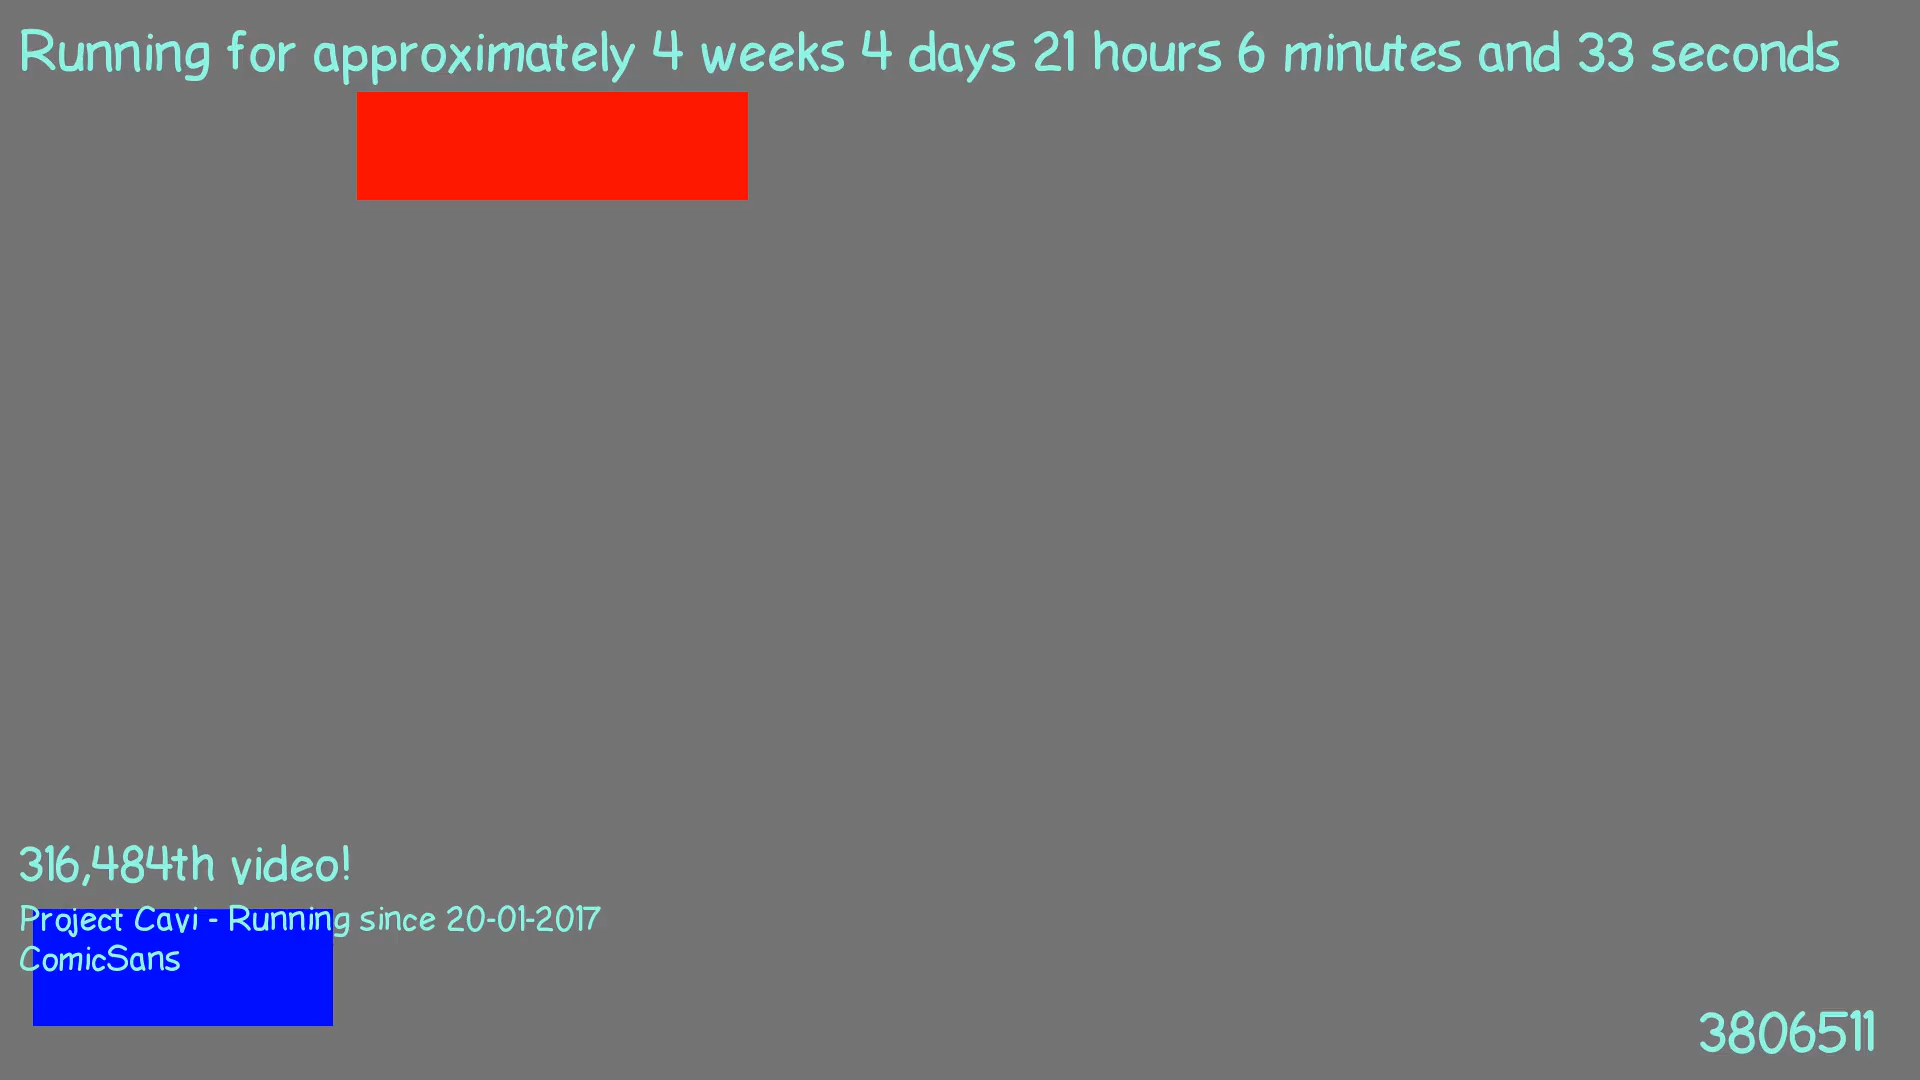 Running for approximately 4 weeks 4 days 21 hours 6 minutes and 33 seconds
316,484th video!
Project Cavi - Running since 20-01-2017
ComicSans
3806511